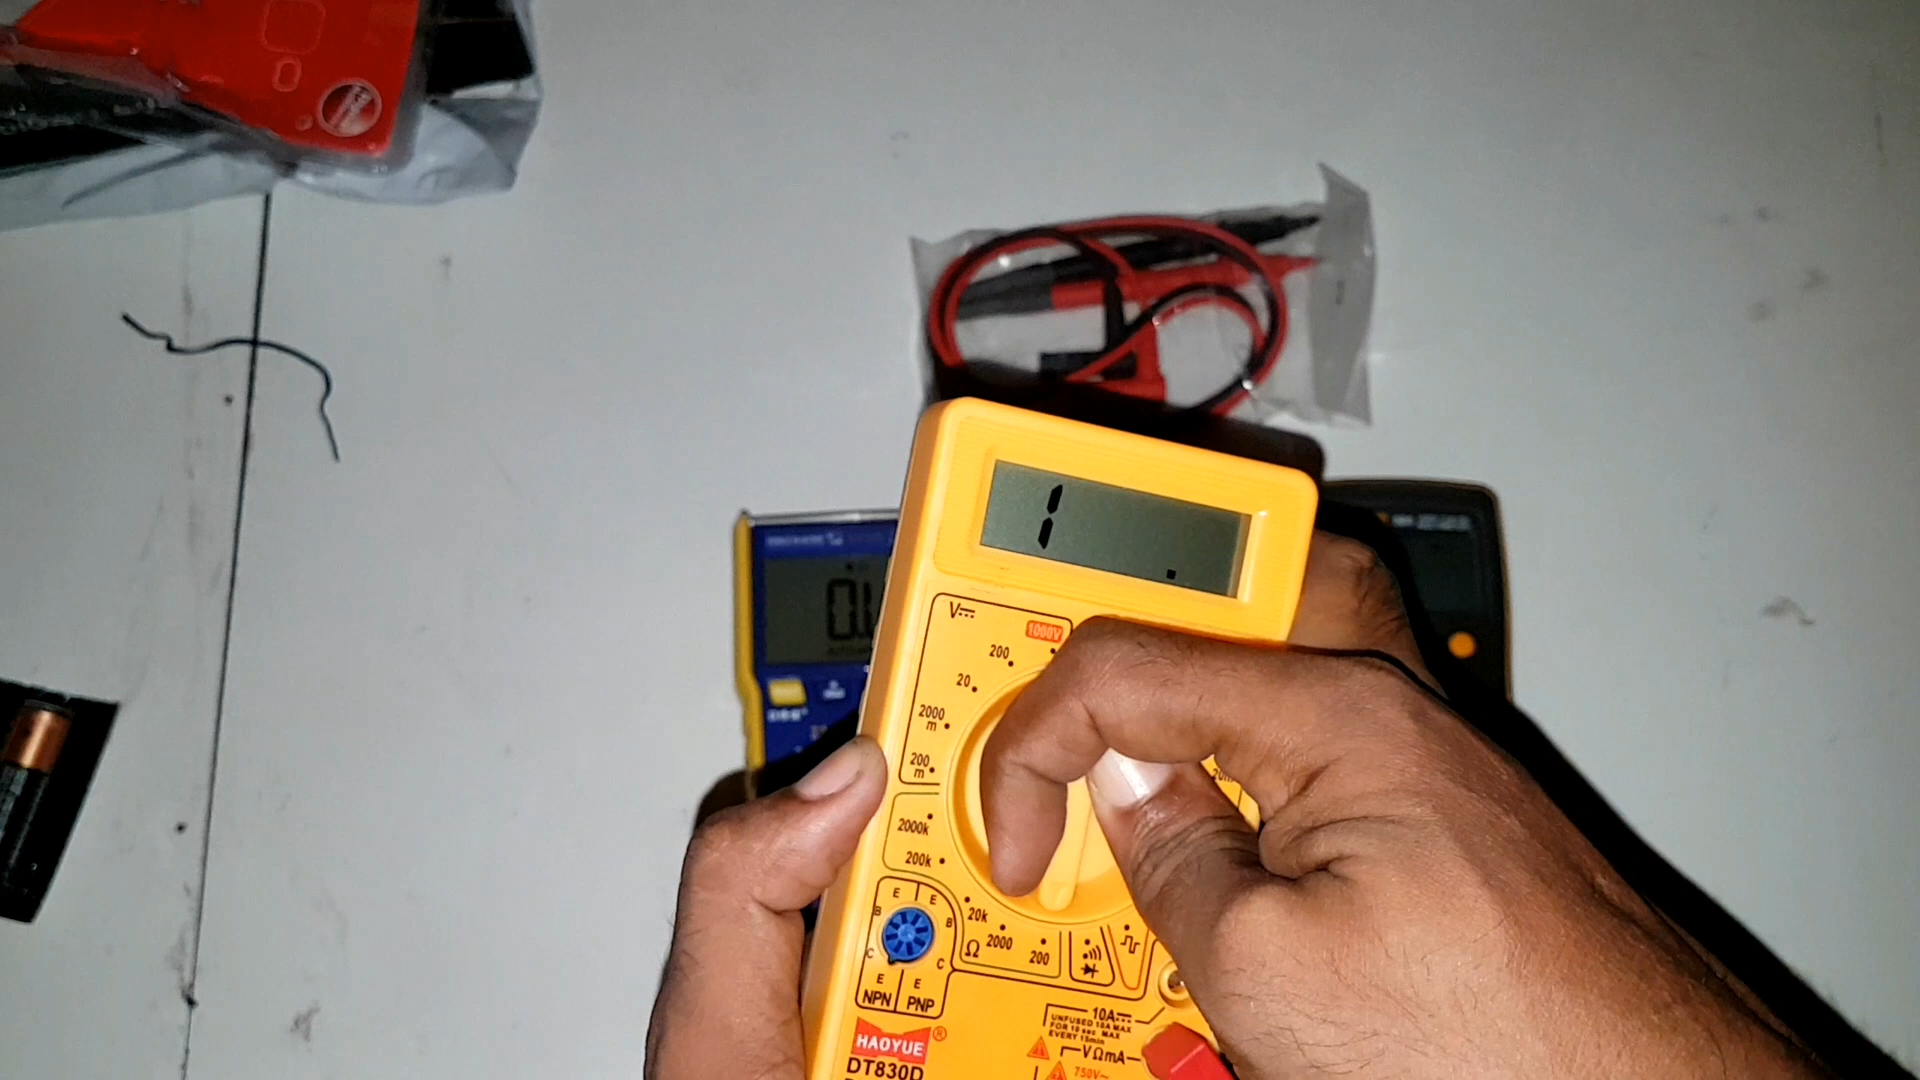 1 .
V⎓
1000V
200
20
2000
m
200
m
2000k
200k
20k
2000
200
Ω
E
E
B
B
C
C
E
E
NPN
PNP
HAOYUE®
DT830D
10A⎓
UNFUSED 10A MAX
FOR 10 sec MAX
EVERY 15min
VΩmA
750V~